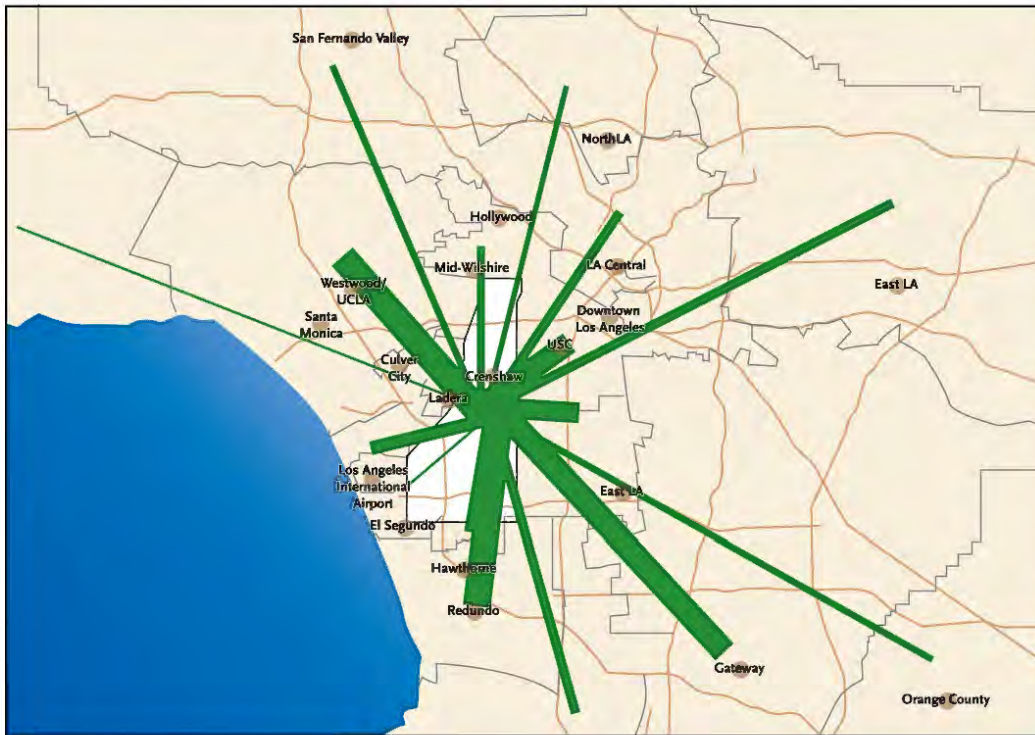 San Fernando Valley
NorthLA
Hollywood
Mid-Wilshire
LA Central
Westwood/
UCLA
East LA
Santa
Monica
Downtown
Los Angeles
USC
Culver
City
Crenshaw
Ladera
Los Angeles
International
Airport
East LA
El Segundo
Hawthorne
Redundo
Gateway
Orange County